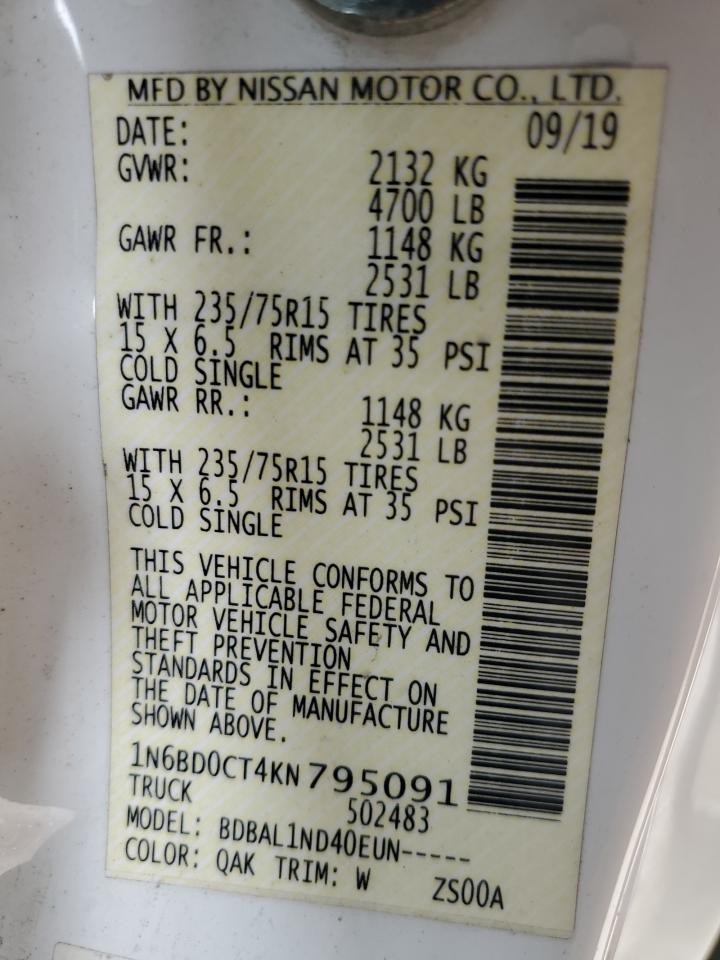 MFD BY NISSAN MOTOR CO., LTD.
DATE: 09/19
GVWR: 2132 KG
4700 LB
GAWR FR.: 1148 KG
2531 LB
WITH 235/75R15 TIRES
15 X 6.5 RIMS AT 35 PSI
COLD SINGLE
GAWR RR.: 1148 KG
2531 LB
WITH 235/75R15 TIRES
15 X 6.5 RIMS AT 35 PSI
COLD SINGLE
THIS VEHICLE CONFORMS TO
ALL APPLICABLE FEDERAL
MOTOR VEHICLE SAFETY AND
THEFT PREVENTION
STANDARDS IN EFFECT ON
THE DATE OF MANUFACTURE
SHOWN ABOVE.
1N6BD0CT4KN795091
TRUCK 502483
MODEL: BDBAL1ND40EUN-----
COLOR: QAK TRIM: W ZS00A